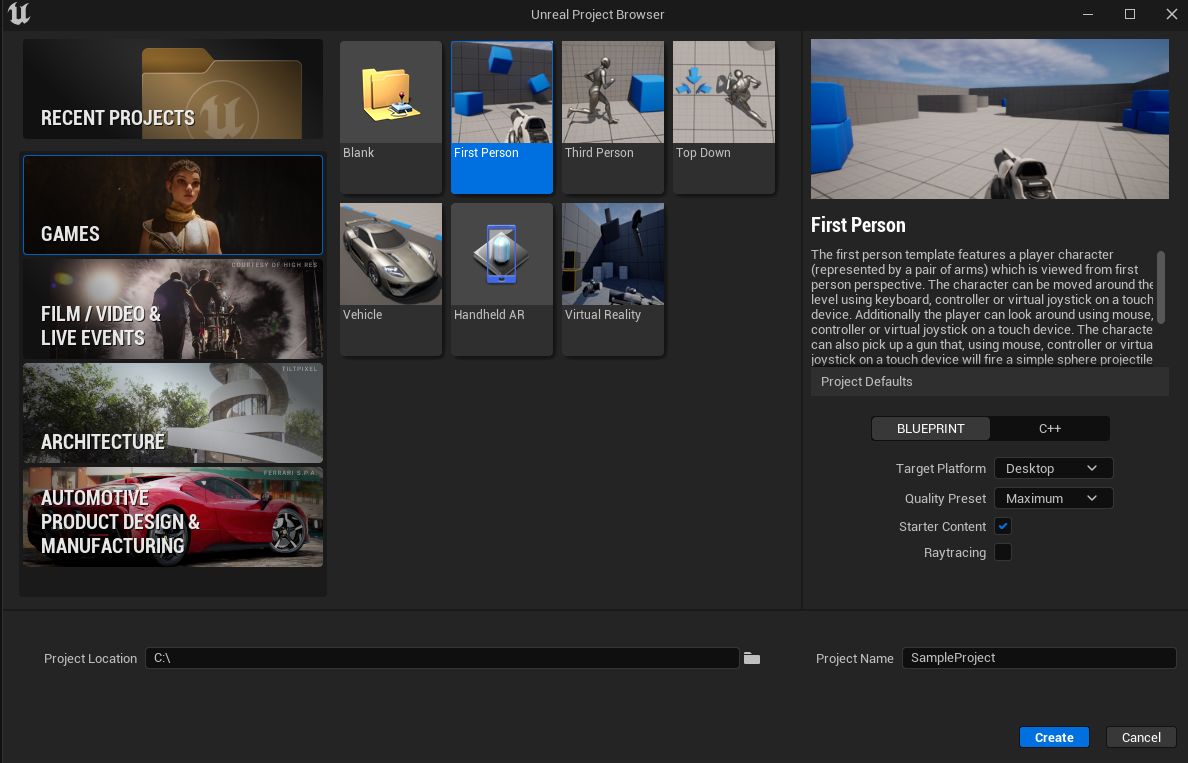 Unreal Project Browser
RECENT PROJECTS
GAMES
COURTESY OF HIGH RES
FILM / VIDEO &
LIVE EVENTS
TILTPIXEL
ARCHITECTURE
FERRARI S.P.A.
AUTOMOTIVE
PRODUCT DESIGN &
MANUFACTURING
Blank
First Person
Third Person
Top Down
Vehicle
Handheld AR
Virtual Reality
First Person
The first person template features a player character
(represented by a pair of arms) which is viewed from first
person perspective. The character can be moved around the
level using keyboard, controller or virtual joystick on a touch
device. Additionally the player can look around using mouse,
controller or virtual joystick on a touch device. The characte
can also pick up a gun that, using mouse, controller or virtua
joystick on a touch device will fire a simple sphere projectile
Project Defaults
BLUEPRINT
C++
Target Platform
Desktop
Quality Preset
Maximum
Starter Content
Raytracing
Project Location
C:\
Project Name
SampleProject
Create
Cancel